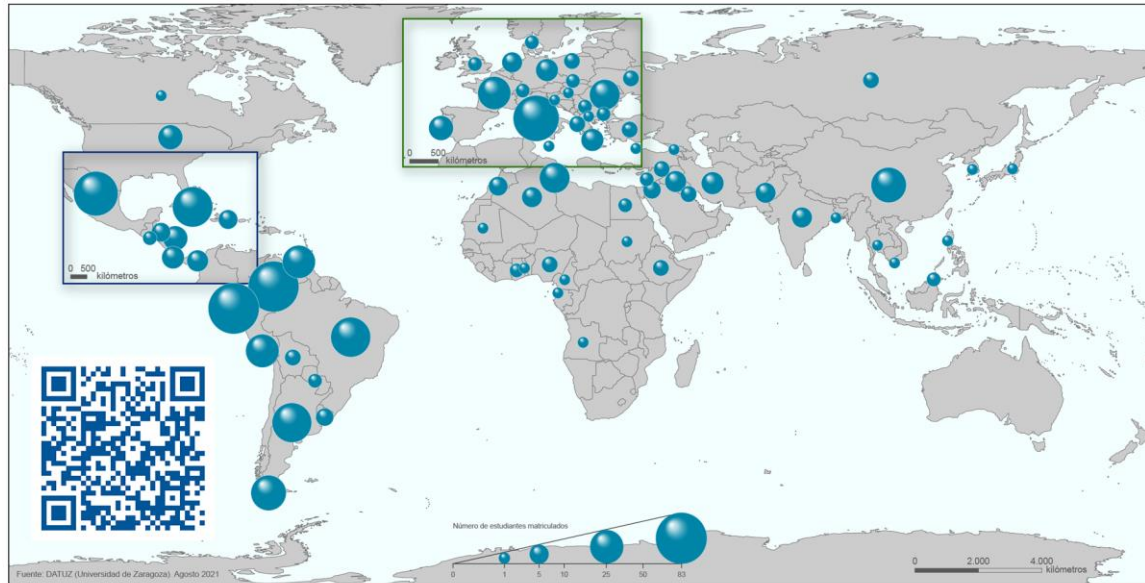 0 500
kilómetros
0 500
kilómetros
Número de estudiantes matriculados
0 1 5 10 25 50 63
Fuente: DATUZ (Universidad de Zaragoza). Agosto 2021
0 2.000 4.000
kilómetros